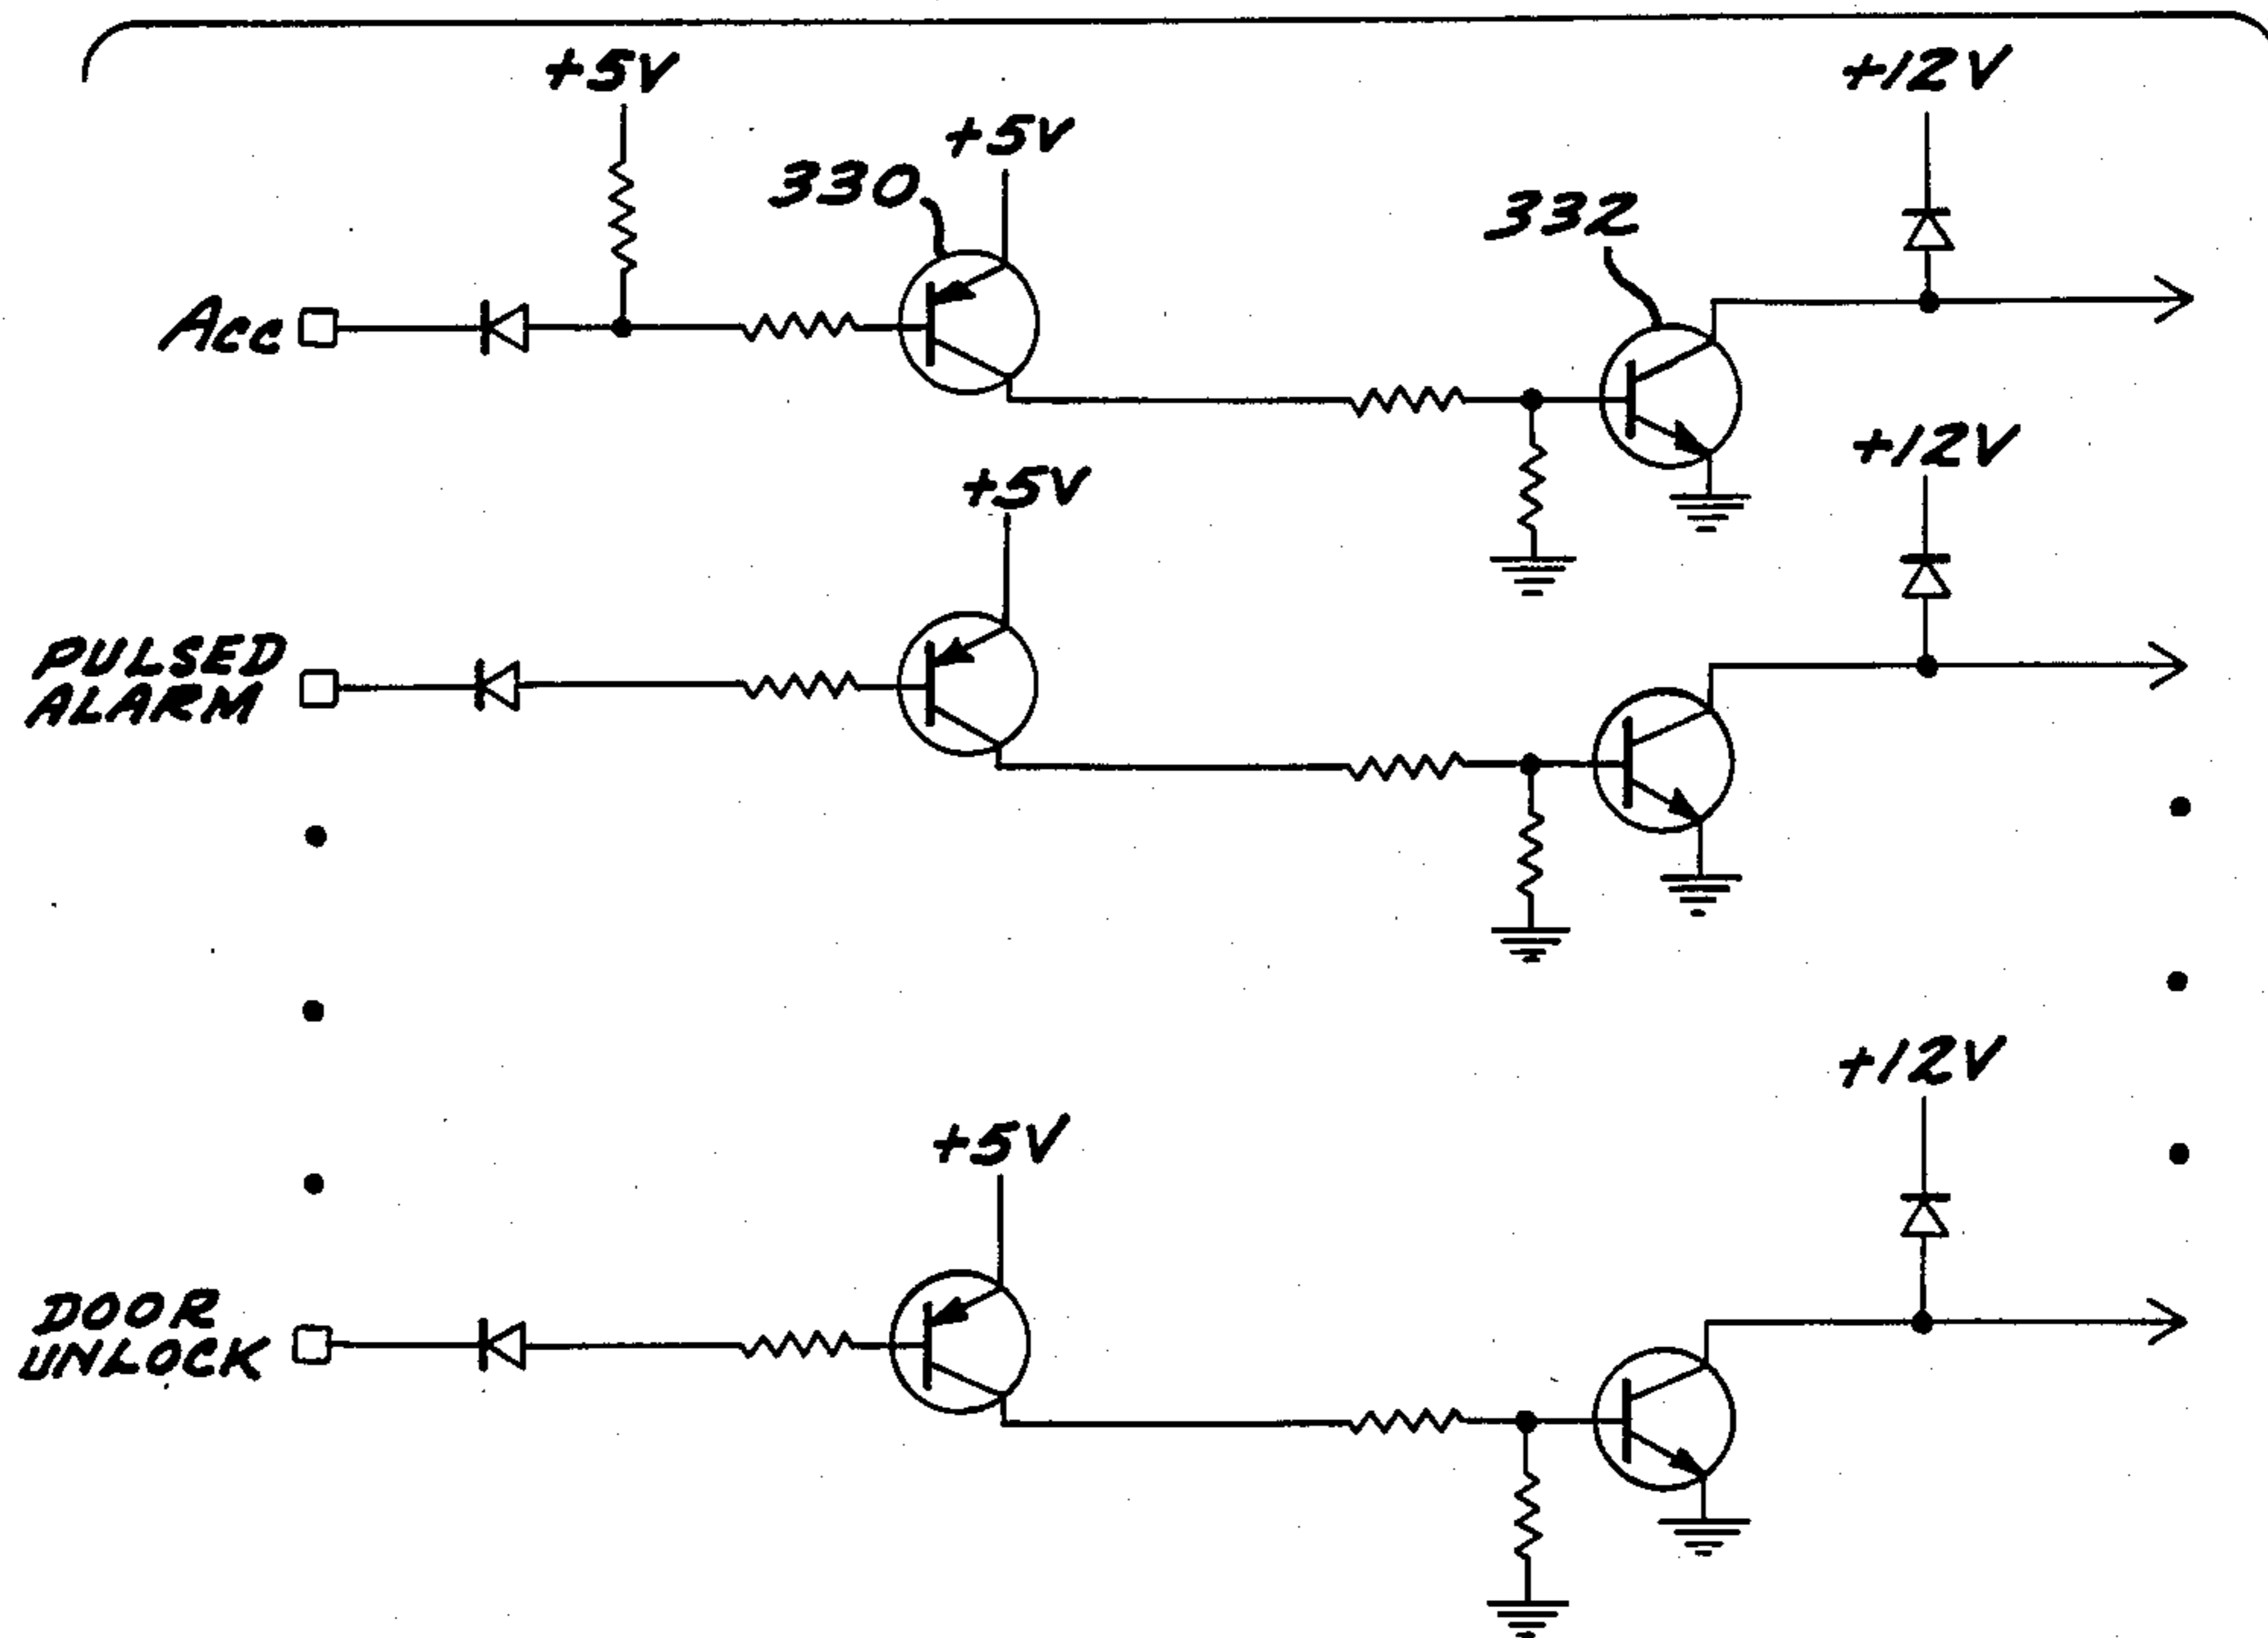 +5V
+12V
+5V
330
332
Acc
+12V
+5V
PULSED
ALARM
+12V
+5V
DOOR
UNLOCK